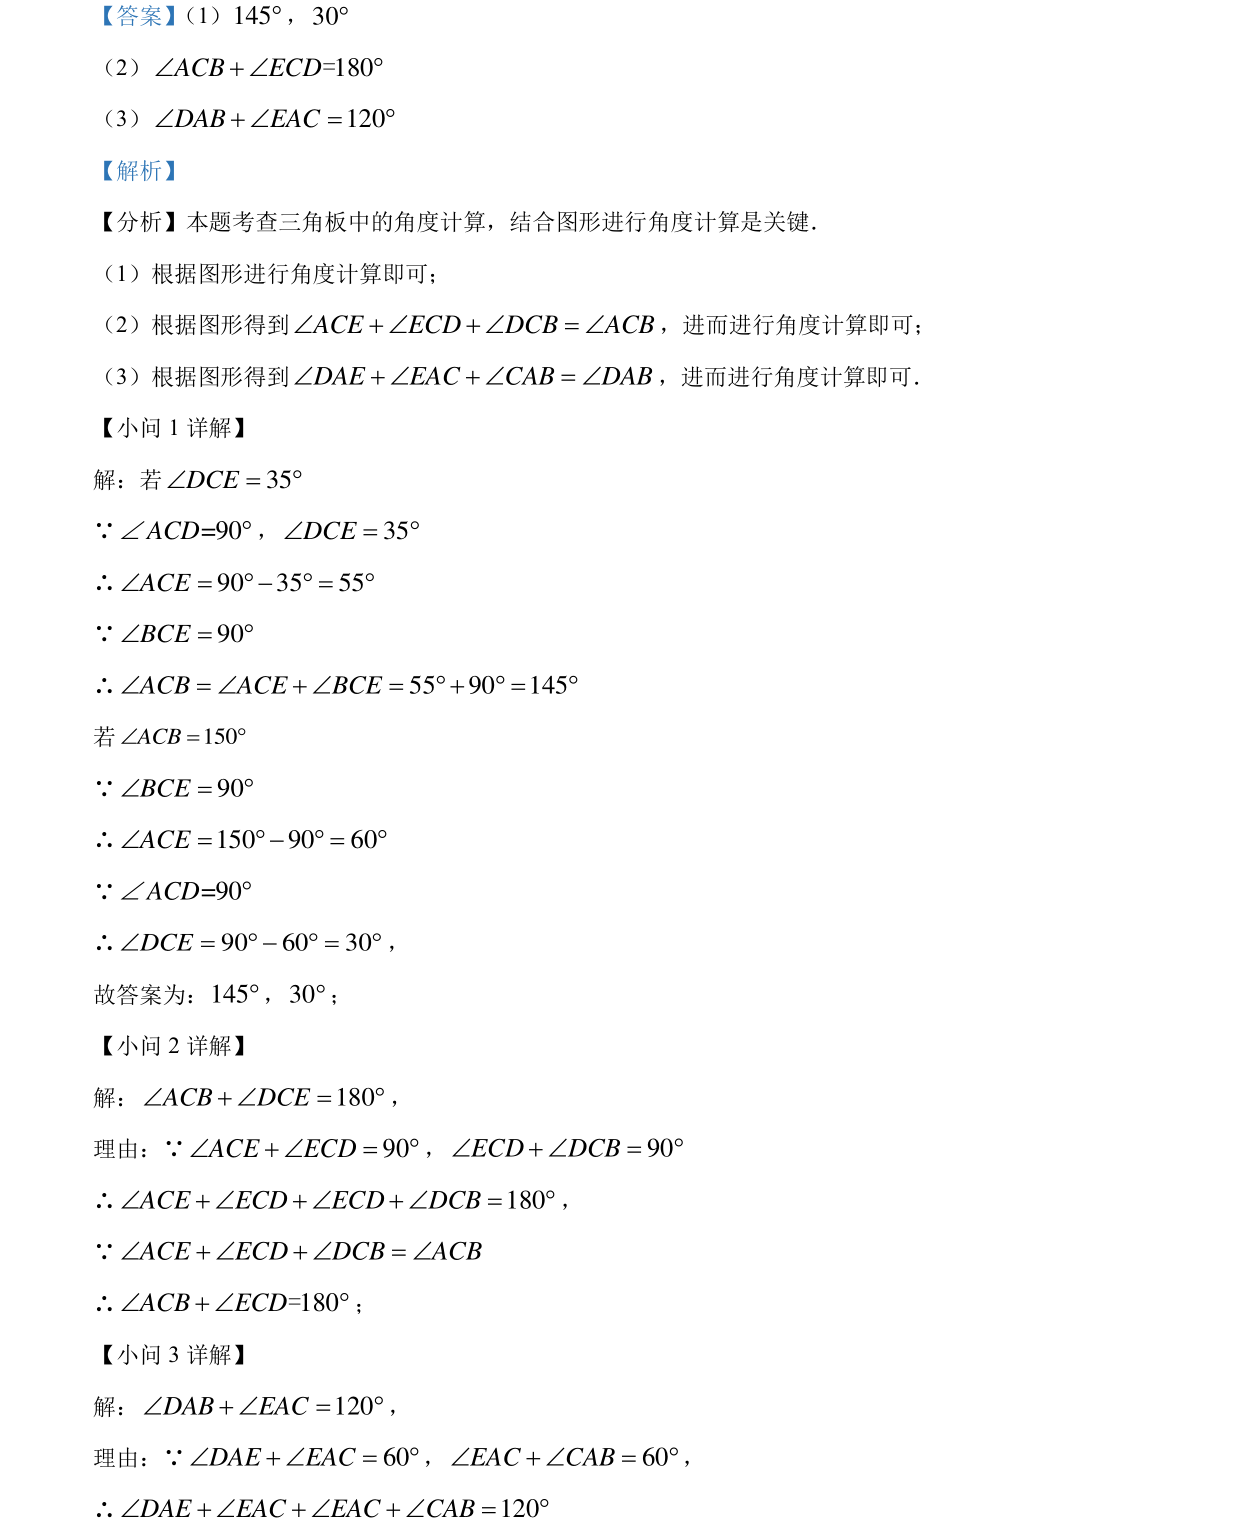 【答案】（1）145°，30°
（2）∠ACB+∠ECD=180°
（3）∠DAB+∠EAC=120°
【解析】
【分析】本题考查三角板中的角度计算，结合图形进行角度计算是关键．
（1）根据图形进行角度计算即可；
（2）根据图形得到∠ACE+∠ECD+∠DCB=∠ACB，进而进行角度计算即可；
（3）根据图形得到∠DAE+∠EAC+∠CAB=∠DAB，进而进行角度计算即可．
【小问 1 详解】
解：若∠DCE=35°
∵∠ACD=90°，∠DCE=35°
∴∠ACE=90°−35°=55°
∵∠BCE=90°
∴∠ACB=∠ACE+∠BCE=55°+90°=145°
若∠ACB=150°
∵∠BCE=90°
∴∠ACE=150°−90°=60°
∵∠ACD=90°
∴∠DCE=90°−60°=30°，
故答案为：145°，30°；
【小问 2 详解】
解：∠ACB+∠DCE=180°，
理由：∵∠ACE+∠ECD=90°，∠ECD+∠DCB=90°
∴∠ACE+∠ECD+∠ECD+∠DCB=180°，
∵∠ACE+∠ECD+∠DCB=∠ACB
∴∠ACB+∠ECD=180°；
【小问 3 详解】
解：∠DAB+∠EAC=120°，
理由：∵∠DAE+∠EAC=60°，∠EAC+∠CAB=60°，
∴∠DAE+∠EAC+∠EAC+∠CAB=120°